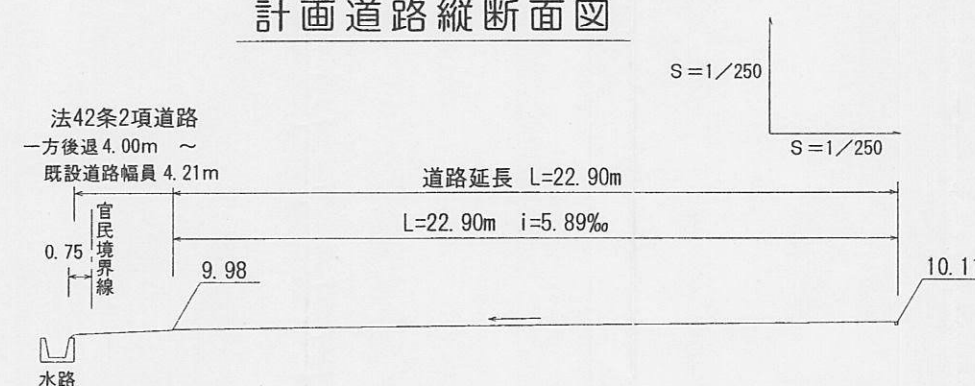 計画道路縦断面図
S=1/250
S=1/250
法42条2項道路
一方後退4.00m ~
既設道路幅員4.21m
道路延長 L=22.90m
L=22.90m i=5.89‰
官民境界線
0.75
9.98
10.11
水路